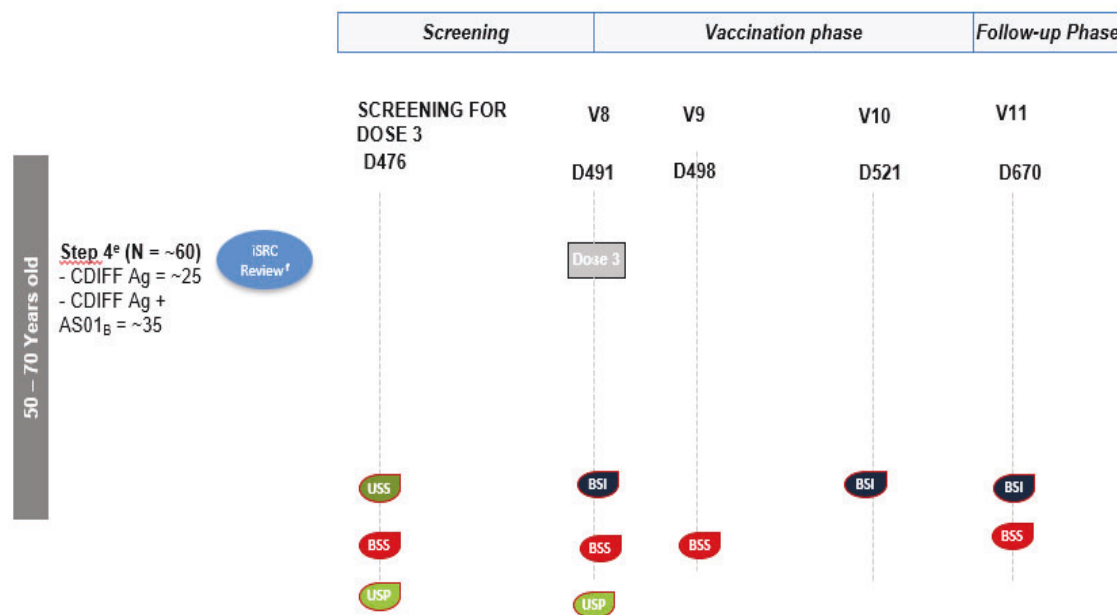 Screening Vaccination phase Follow-up Phase
SCREENING FOR
DOSE 3
D476
V8
D491
V9
D498
V10
D521
V11
D670
50 – 70 Years old
Step 4ᵉ (N = ~60)
- CDIFF Ag = ~25
- CDIFF Ag +
AS01B = ~35
iSRC
Review ᶠ
Dose 3
USS BSI BSI BSI
BSS BSS BSS BSS
USP USP